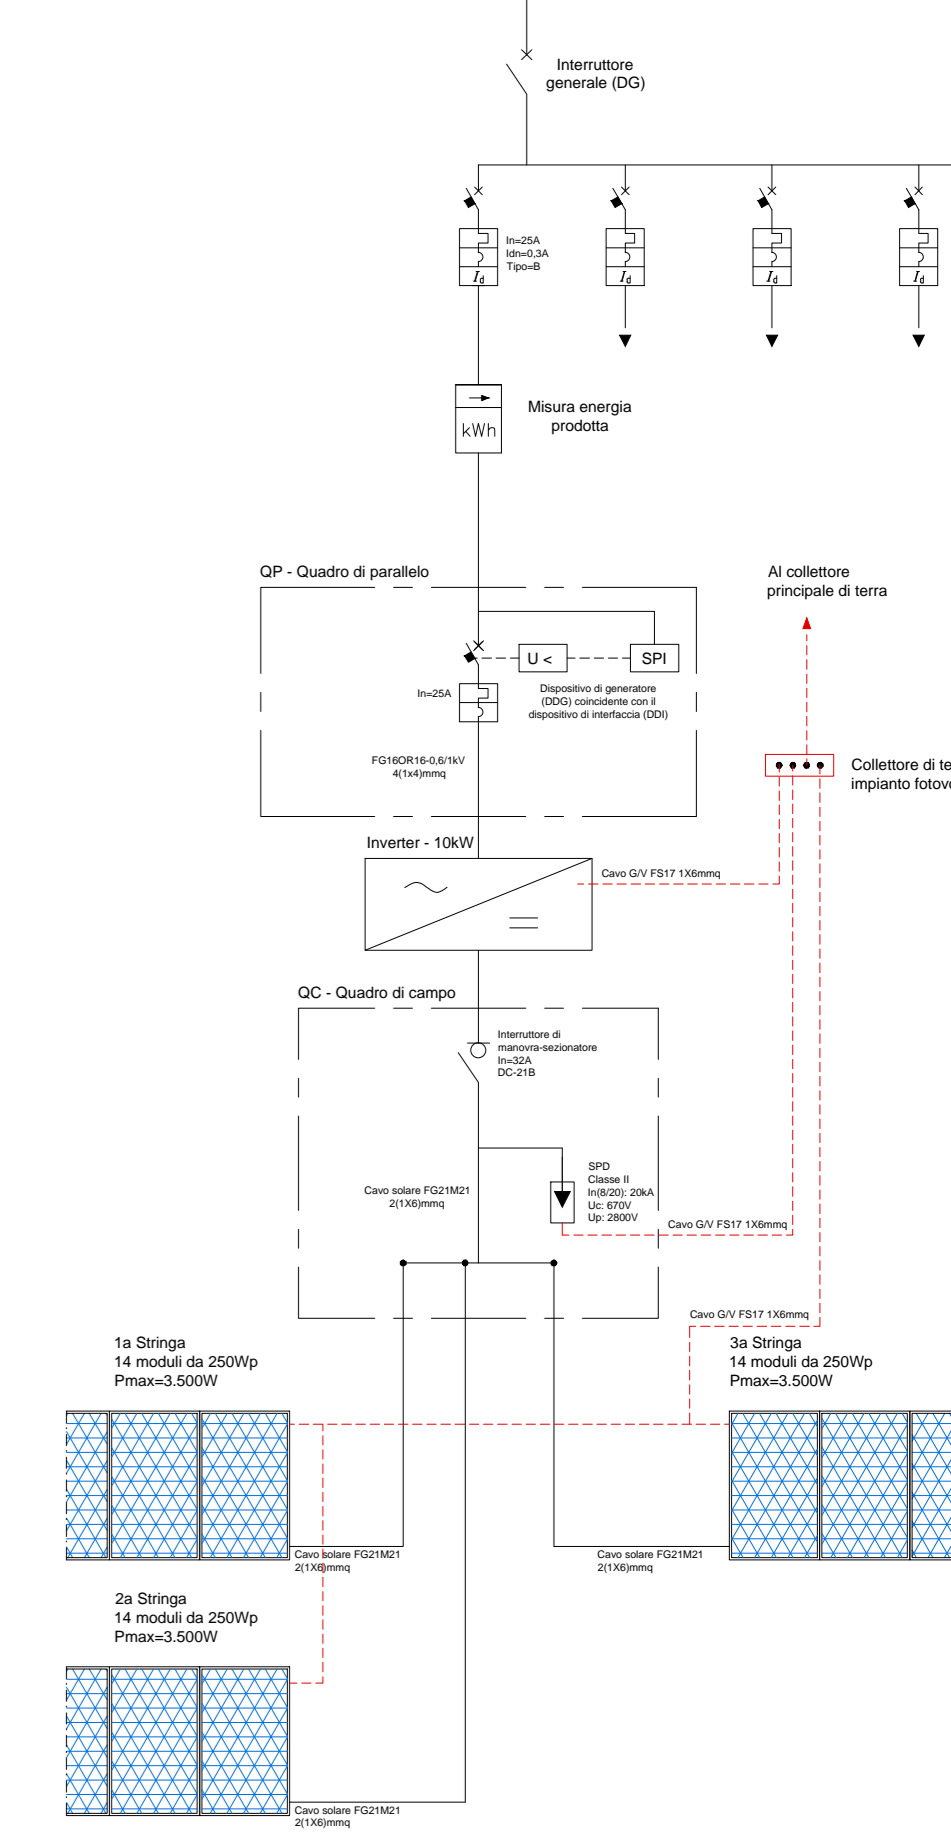 Interruttore
generale (DG)
In=25A
Idn=0,3A
Tipo=B
Id
Id
Id
Id
Misura energia
prodotta
kWh
QP - Quadro di parallelo
Al collettore
principale di terra
U <
SPI
In=25A
Dispositivo di generatore
(DDG) coincidente con il
dispositivo di interfaccia (DDI)
FG16OR16-0,6/1kV
4(1x4)mmq
Collettore di te
impianto fotov
Inverter - 10kW
Cavo G/V FS17 1X6mmq
QC - Quadro di campo
Interruttore di
manovra-sezionatore
In=32A
DC-21B
Cavo solare FG21M21
2(1X6)mmq
SPD
Classe II
In(8/20): 20kA
Uc: 670V
Up: 2800V
Cavo G/V FS17 1X6mmq
Cavo G/V FS17 1X6mmq
1a Stringa
14 moduli da 250Wp
Pmax=3.500W
3a Stringa
14 moduli da 250Wp
Pmax=3.500W
Cavo solare FG21M21
2(1X6)mmq
Cavo solare FG21M21
2(1X6)mmq
2a Stringa
14 moduli da 250Wp
Pmax=3.500W
Cavo solare FG21M21
2(1X6)mmq